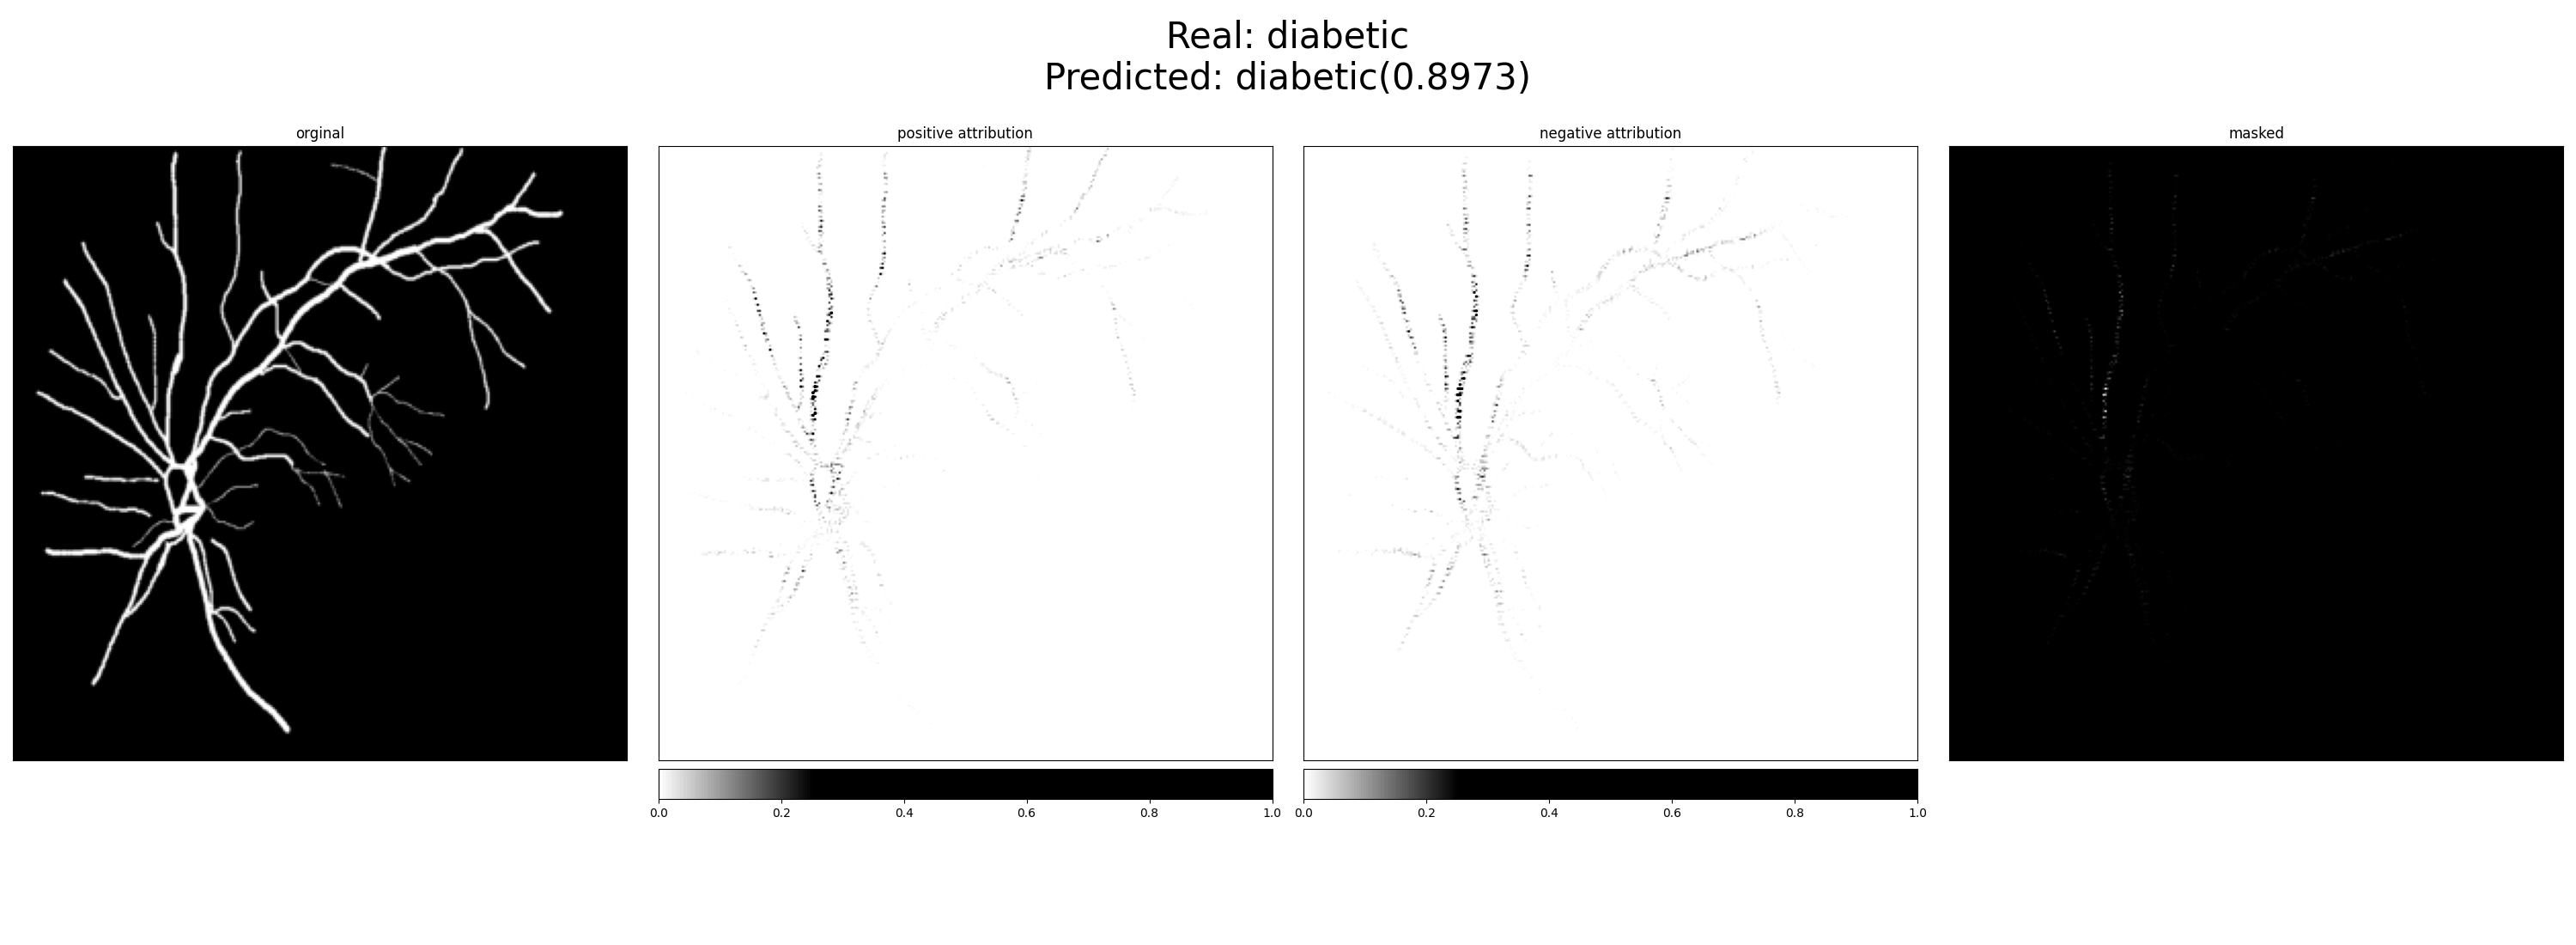 Real: diabetic
Predicted: diabetic(0.8973)
orginal
positive attribution
negative attribution
masked
0.0 0.2 0.4 0.6 0.8 1.0
0.0 0.2 0.4 0.6 0.8 1.0